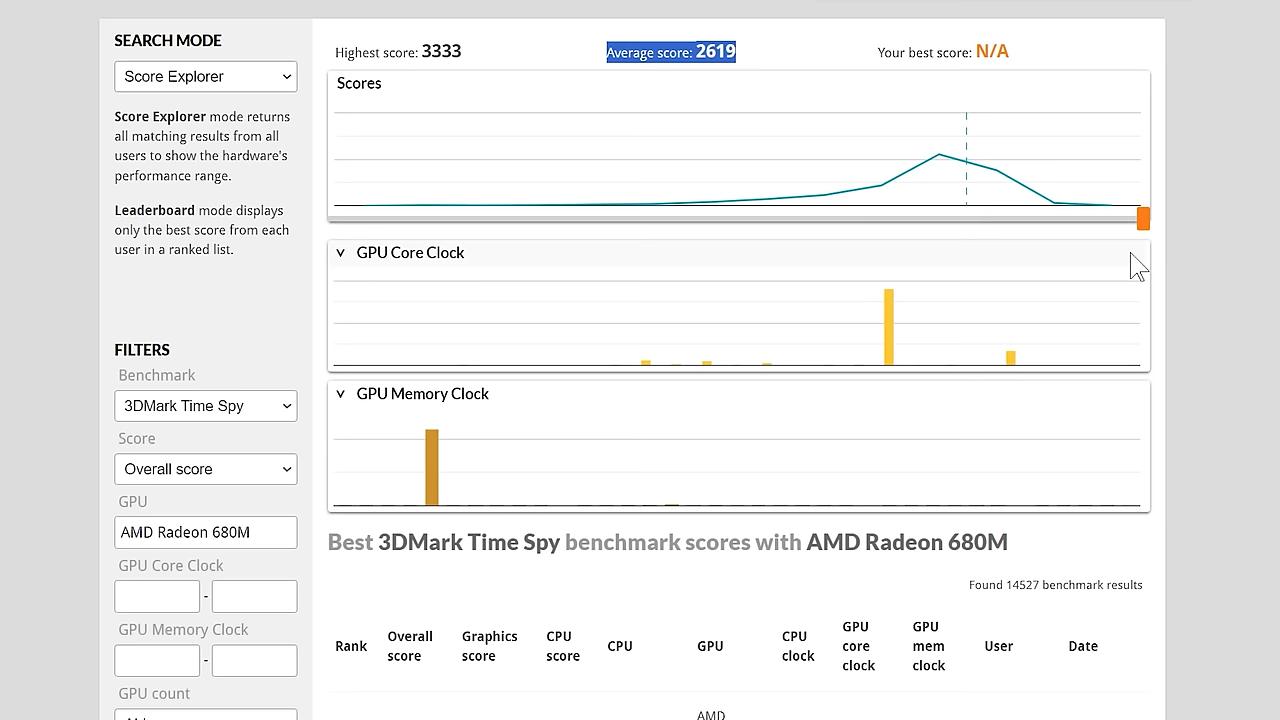 SEARCH MODE
Score Explorer
Score Explorer mode returns
all matching results from all
users to show the hardware's
performance range.
Leaderboard mode displays
only the best score from each
user in a ranked list.
FILTERS
Benchmark
3DMark Time Spy
Score
Overall score
GPU
AMD Radeon 680M
GPU Core Clock
-
GPU Memory Clock
-
GPU count
Highest score: 3333 Average score: 2619 Your best score: N/A
Scores
GPU Core Clock
GPU Memory Clock
Best 3DMark Time Spy benchmark scores with AMD Radeon 680M
Found 14527 benchmark results
Rank Overall score Graphics score CPU score CPU GPU CPU clock GPU core clock GPU mem clock User Date
AMD